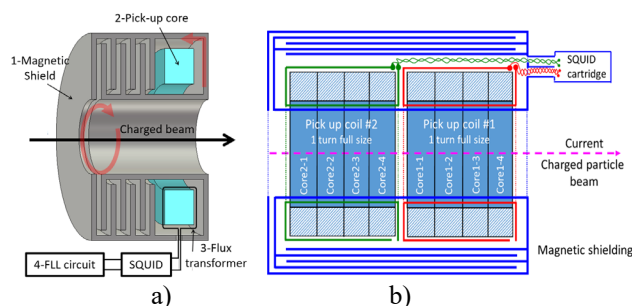 2-Pick-up core
1-Magnetic
Shield
Charged beam
3-Flux
transformer
4-FLL circuit
SQUID
a)
SQUID
cartridge
Pick up coil #2
1 turn full size
Pick up coil #1
1 turn full size
Current
Charged particle
beam
Core2-1
Core2-2
Core2-3
Core2-4
Core1-1
Core1-2
Core1-3
Core1-4
Magnetic shielding
b)